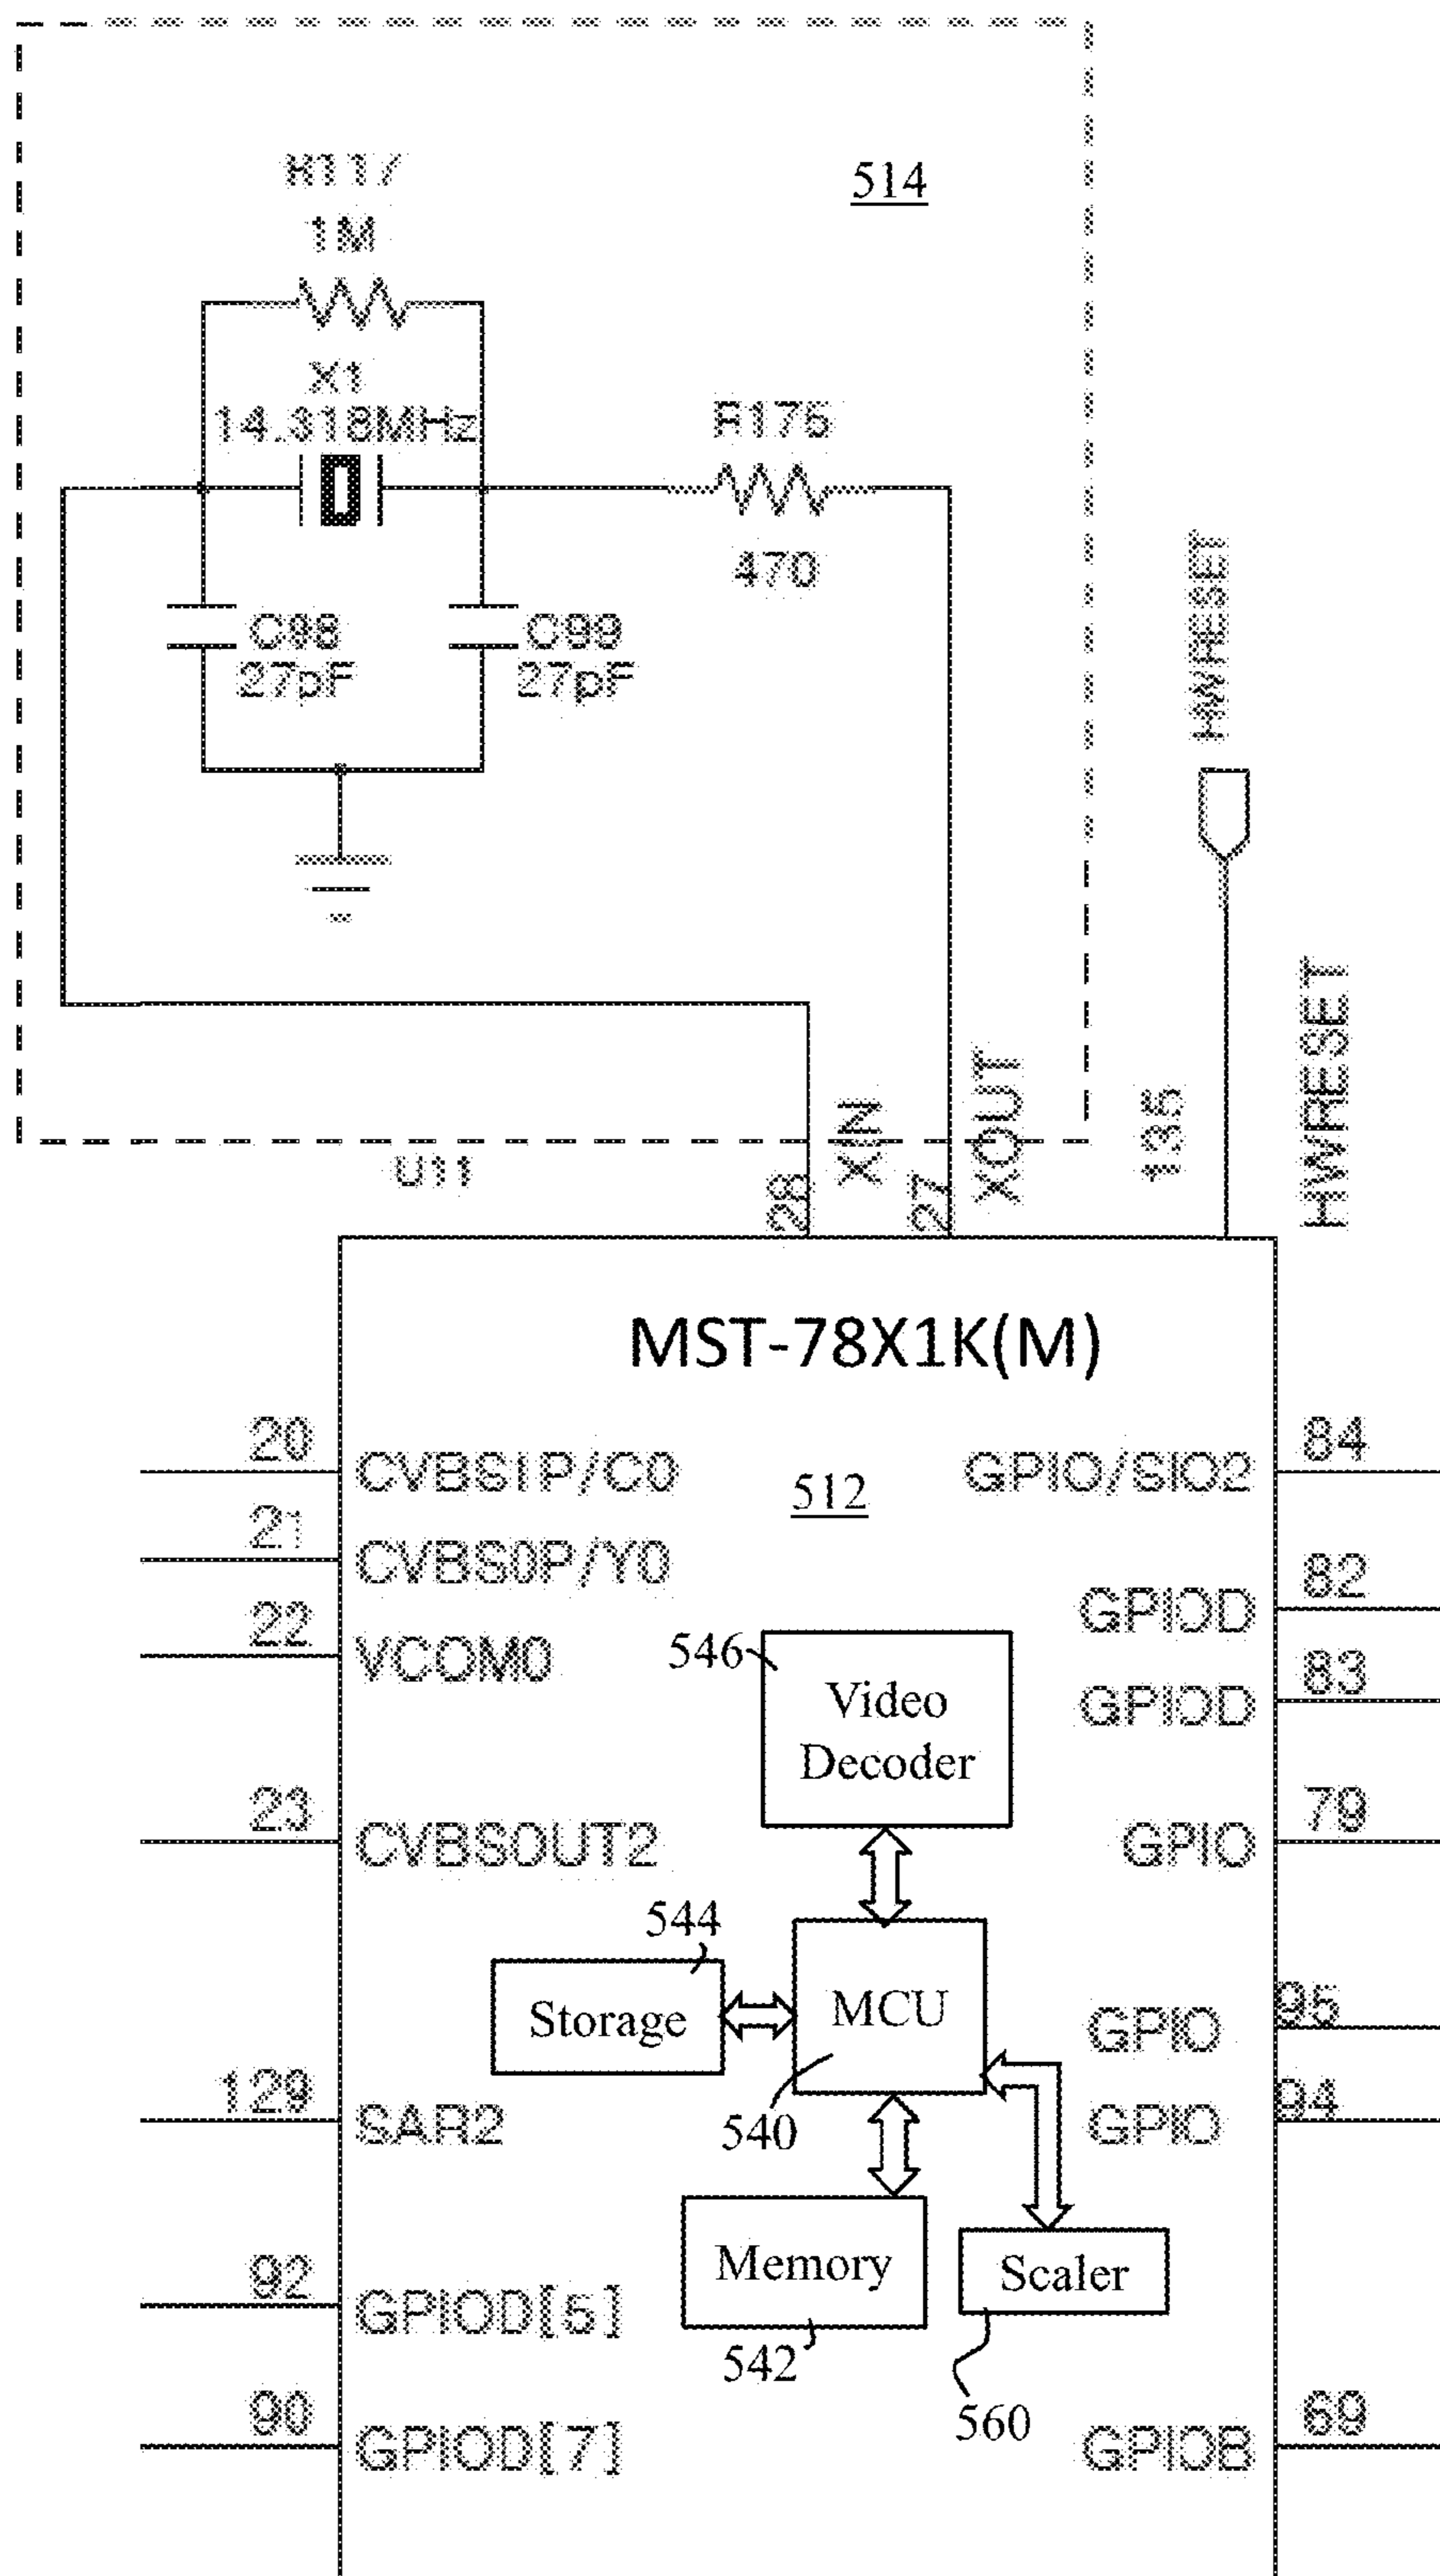 R117
1M
514
X1
14.318MHz
R175
470
C98
27pF
C99
27pF
HWRESET
XIN
XOUT
135
HWRESET
U11
28
27
MST-78X1K(M)
20
CVBS1P/C0
GPIO/SIO2
84
512
21
CVBS0P/Y0
82
GPIOD
22
VCOM0
546
Video
Decoder
83
GPIOD
23
CVBSOUT2
79
GPIO
544
Storage
MCU
95
GPIO
129
SAR2
540
94
GPIO
92
GPIOD[5]
Memory
Scaler
542
560
90
GPIOD[7]
69
GPIOB